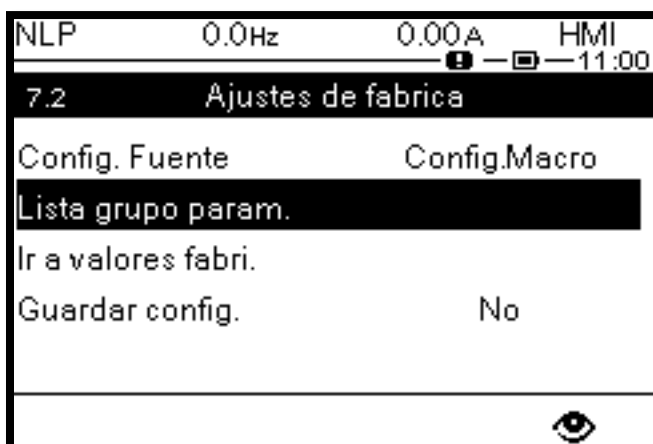 NLP 0.0Hz 0.00A HMI
11:00
7.2 Ajustes de fabrica
Config. Fuente Config.Macro
Lista grupo param.
Ir a valores fabri.
Guardar config. No